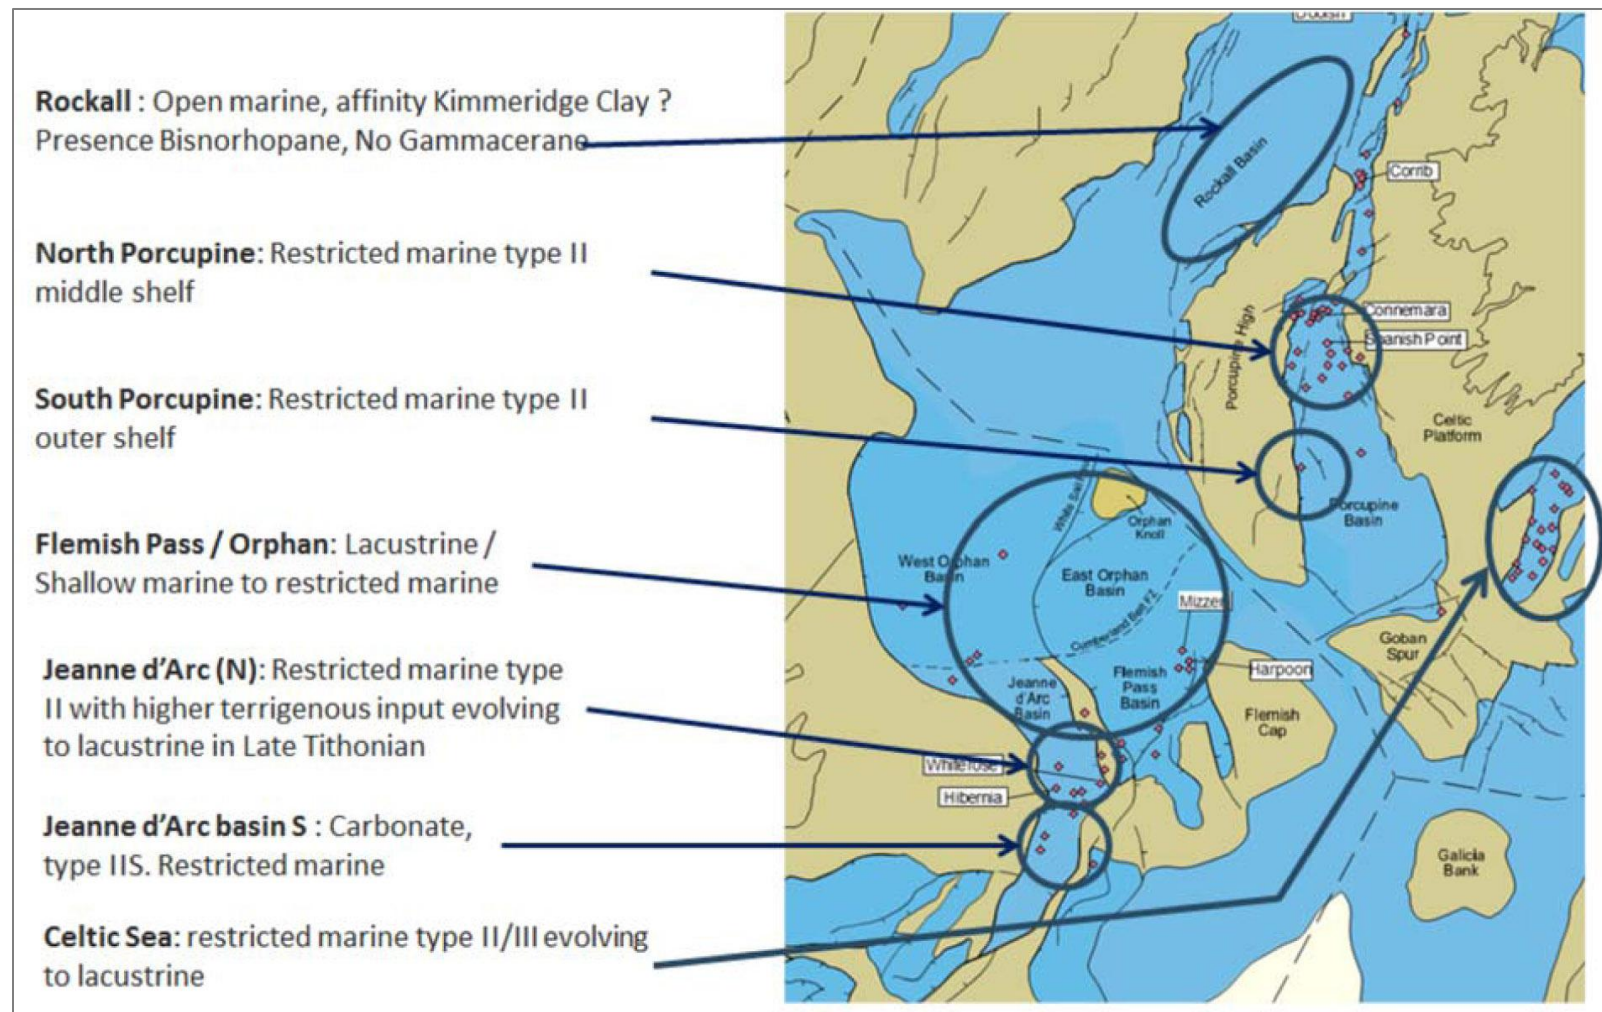 Rockall : Open marine, affinity Kimmeridge Clay ?
Presence Bisnorhopane, No Gammacerane
North Porcupine: Restricted marine type II
middle shelf
South Porcupine: Restricted marine type II
outer shelf
Flemish Pass / Orphan: Lacustrine /
Shallow marine to restricted marine
Jeanne d'Arc (N): Restricted marine type
II with higher terrigenous input evolving
to lacustrine in Late Tithonian
Jeanne d'Arc basin S : Carbonate,
type IIS. Restricted marine
Celtic Sea: restricted marine type II/III evolving
to lacustrine
Rockall Basin
Corrib
Connemara
Spanish Point
Porcupine High
Celtic
Platform
Porcupine
Basin
Orphan
Knoll
West Orphan
Basin
East Orphan
Basin
Cumberland Belt FZ
Mizzen
Goban
Spur
Harpoon
Flemish
Pass
Basin
Jeanne
d'Arc
Basin
Flemish
Cap
Whiterose
Hibernia
Galicia
Bank